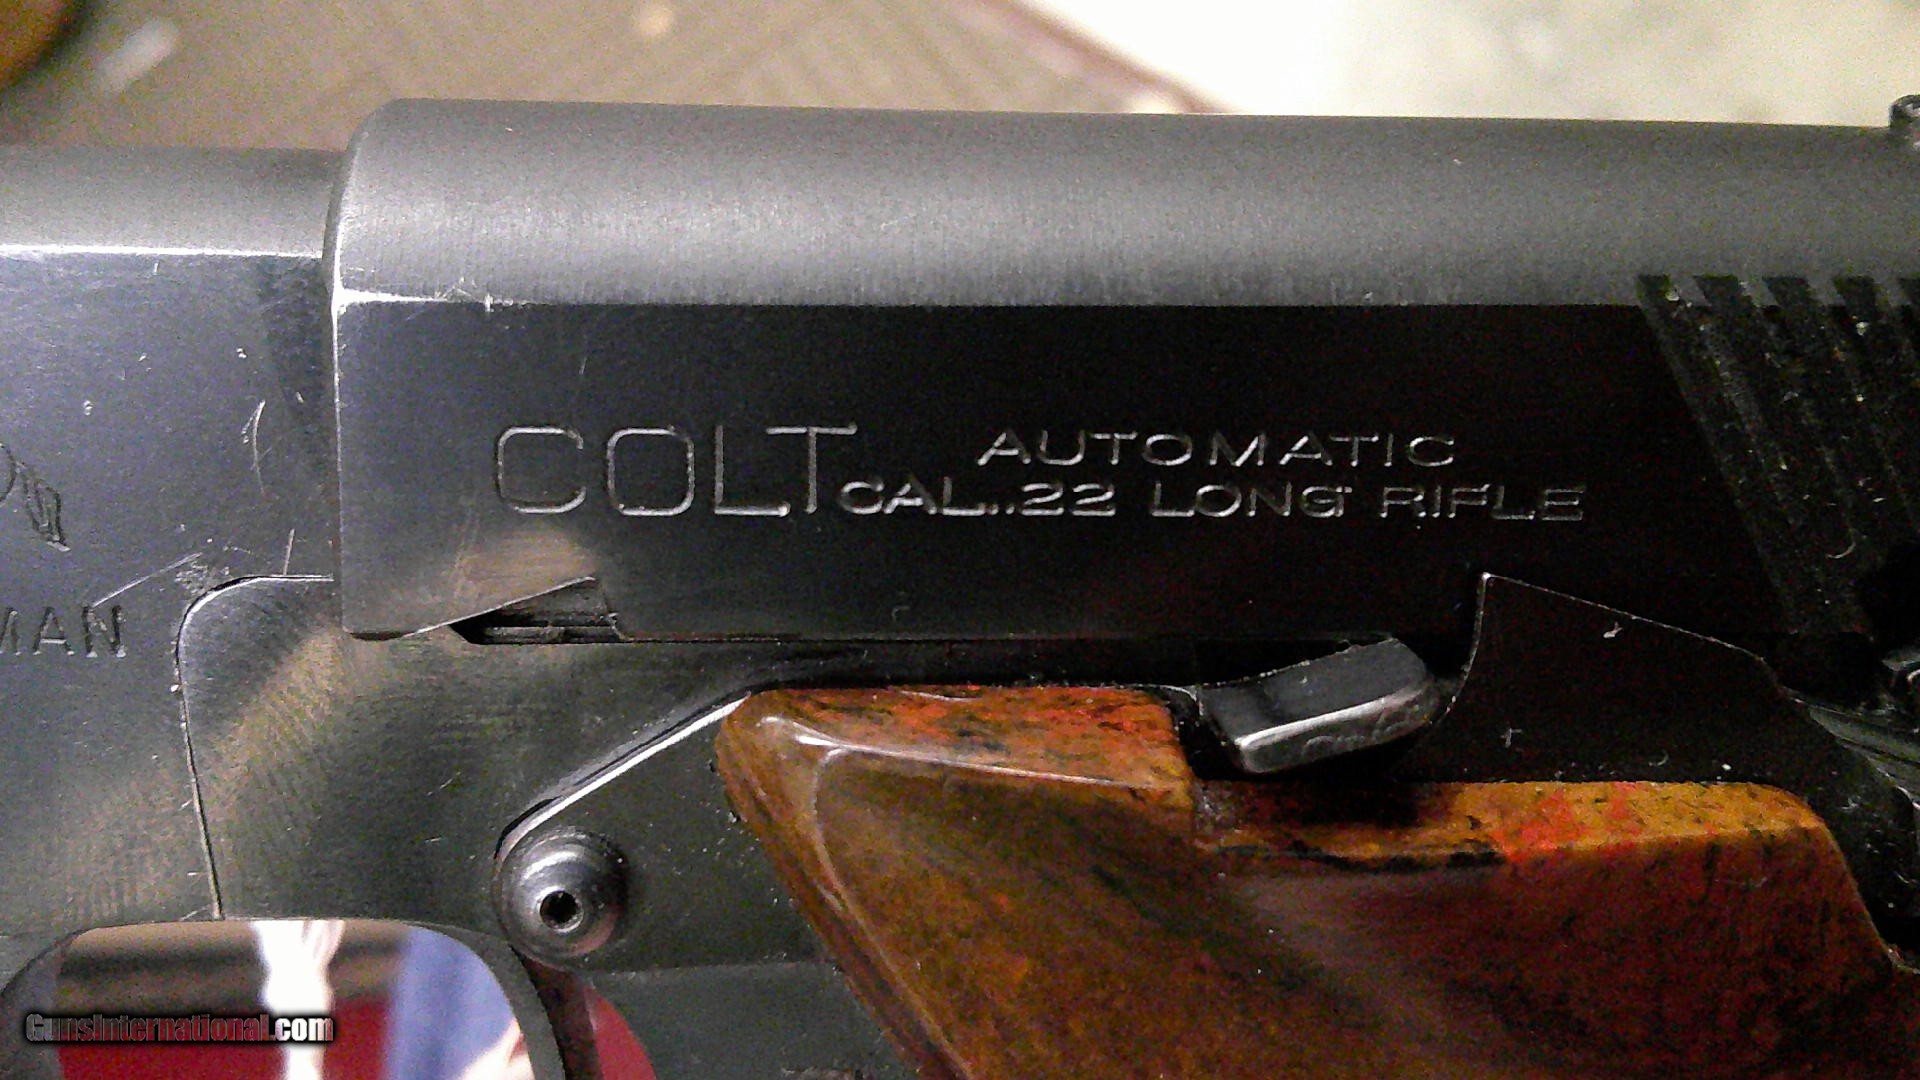 COLT AUTOMATIC
CAL..22 LONG RIFLE
MAN
GunsInternational.com